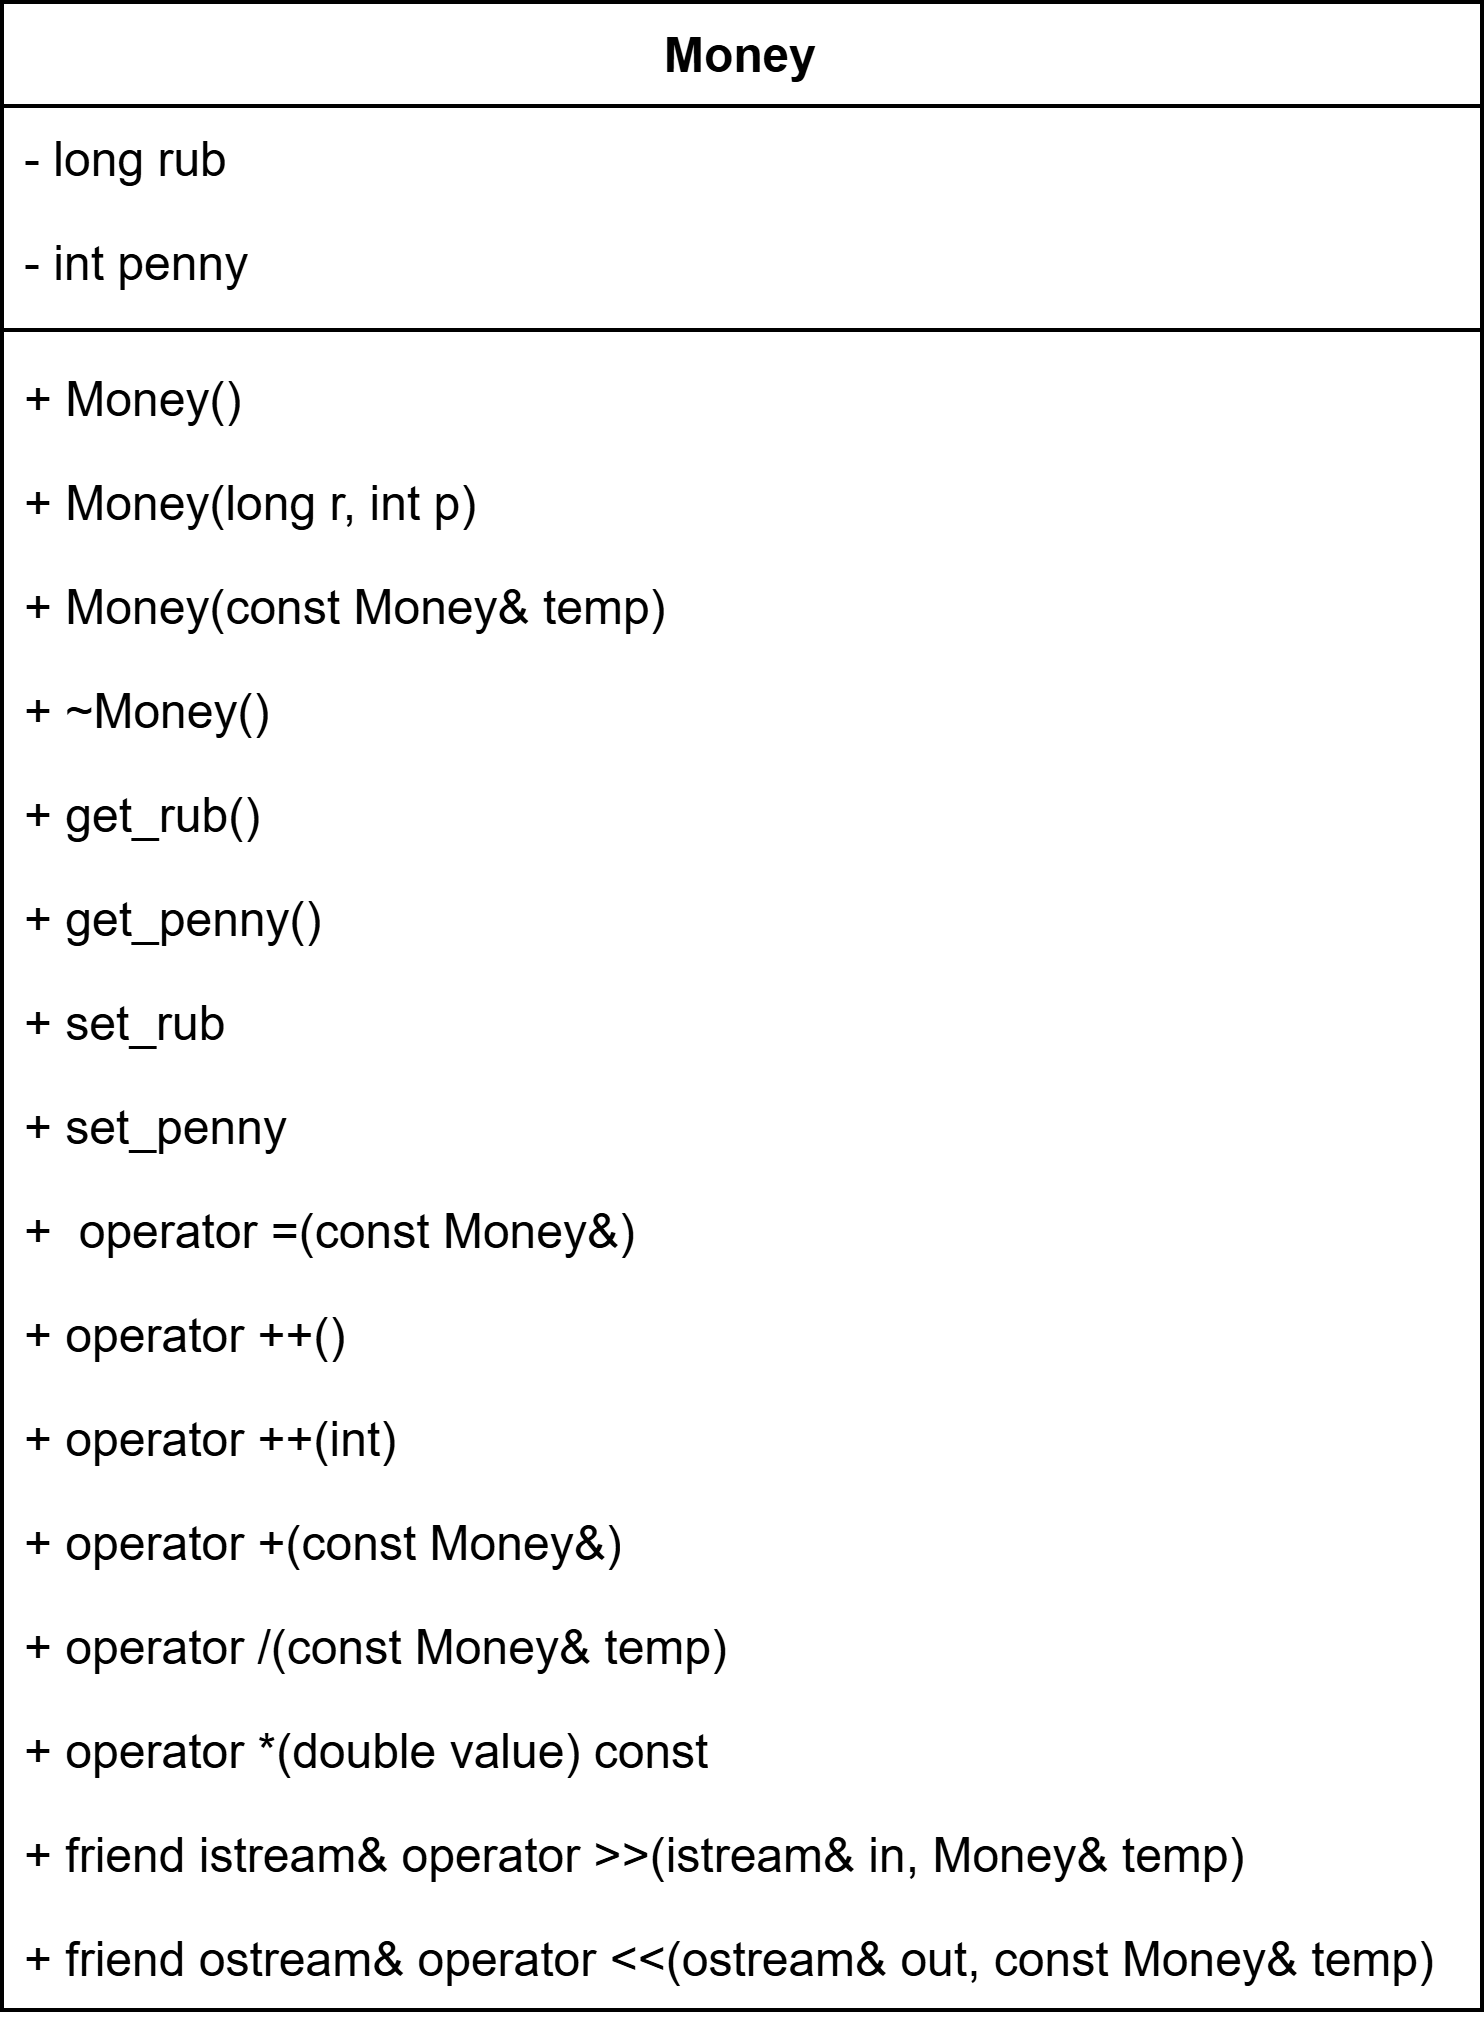 Money
- long rub
- int penny
+ Money()
+ Money(long r, int p)
+ Money(const Money& temp)
+ ~Money()
+ get_rub()
+ get_penny()
+ set_rub
+ set_penny
+  operator =(const Money&)
+ operator ++()
+ operator ++(int)
+ operator +(const Money&)
+ operator /(const Money& temp)
+ operator *(double value) const
+ friend istream& operator >>(istream& in, Money& temp)
+ friend ostream& operator <<(ostream& out, const Money& temp)